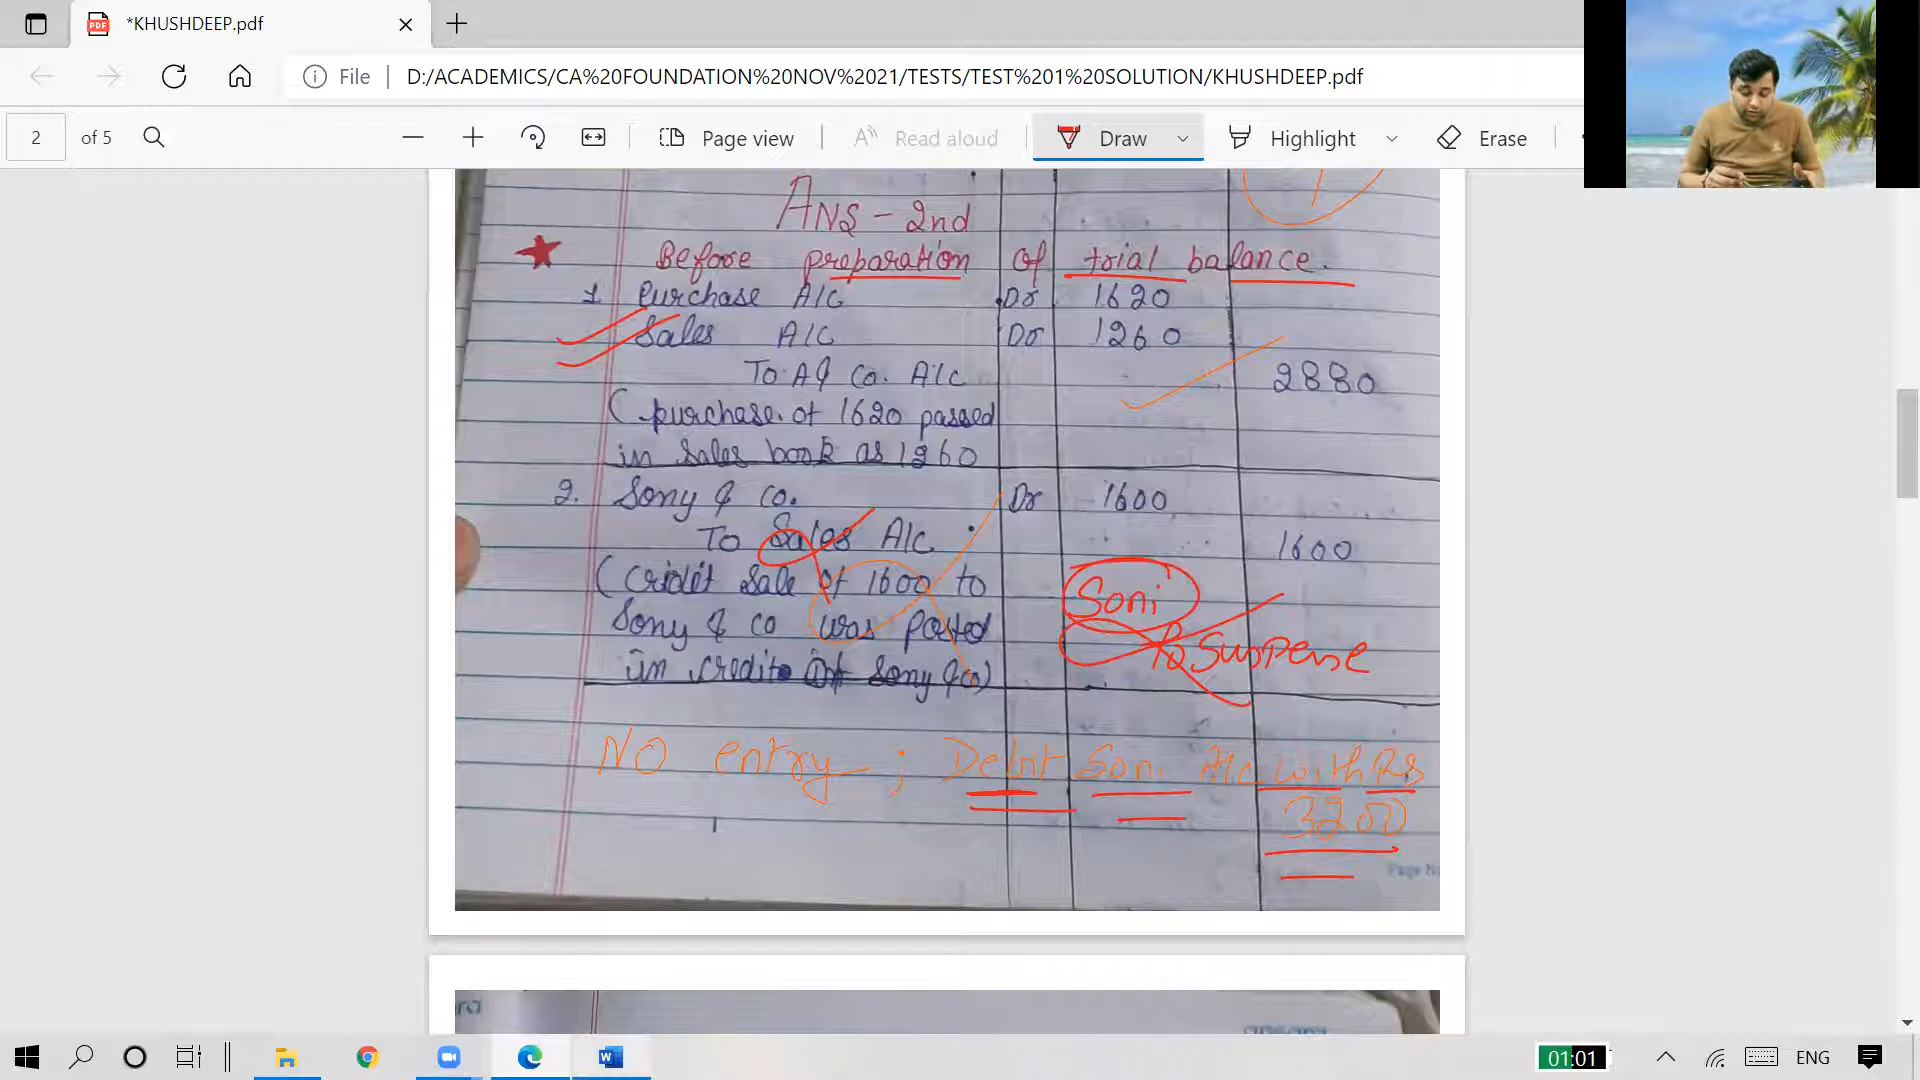 *KHUSHDEEP.pdf
File D:/ACADEMICS/CA%20FOUNDATION%20NOV%2021/TESTS/TEST%201%20SOLUTION/KHUSHDEEP.pdf
2 of 5 Page view Read aloud Draw Highlight Erase
ANS - 2nd
Before preparation of trial balance.
1 Purchase A/C Dr 1620
Sales A/C Dr 1260
To A& Co. A/c 2880
( purchase of 1620 passed
in Sales book as 1260
2. Sony & co. Dr 1600
To Sales A/c 1600
( Cridit Sale of 1600 to
Soni
Sony & co was posted
To Suspense
in credit of Sony & co)
NO entry ; Debit Soni A/c with RS
3200
Page No
01:01 ENG